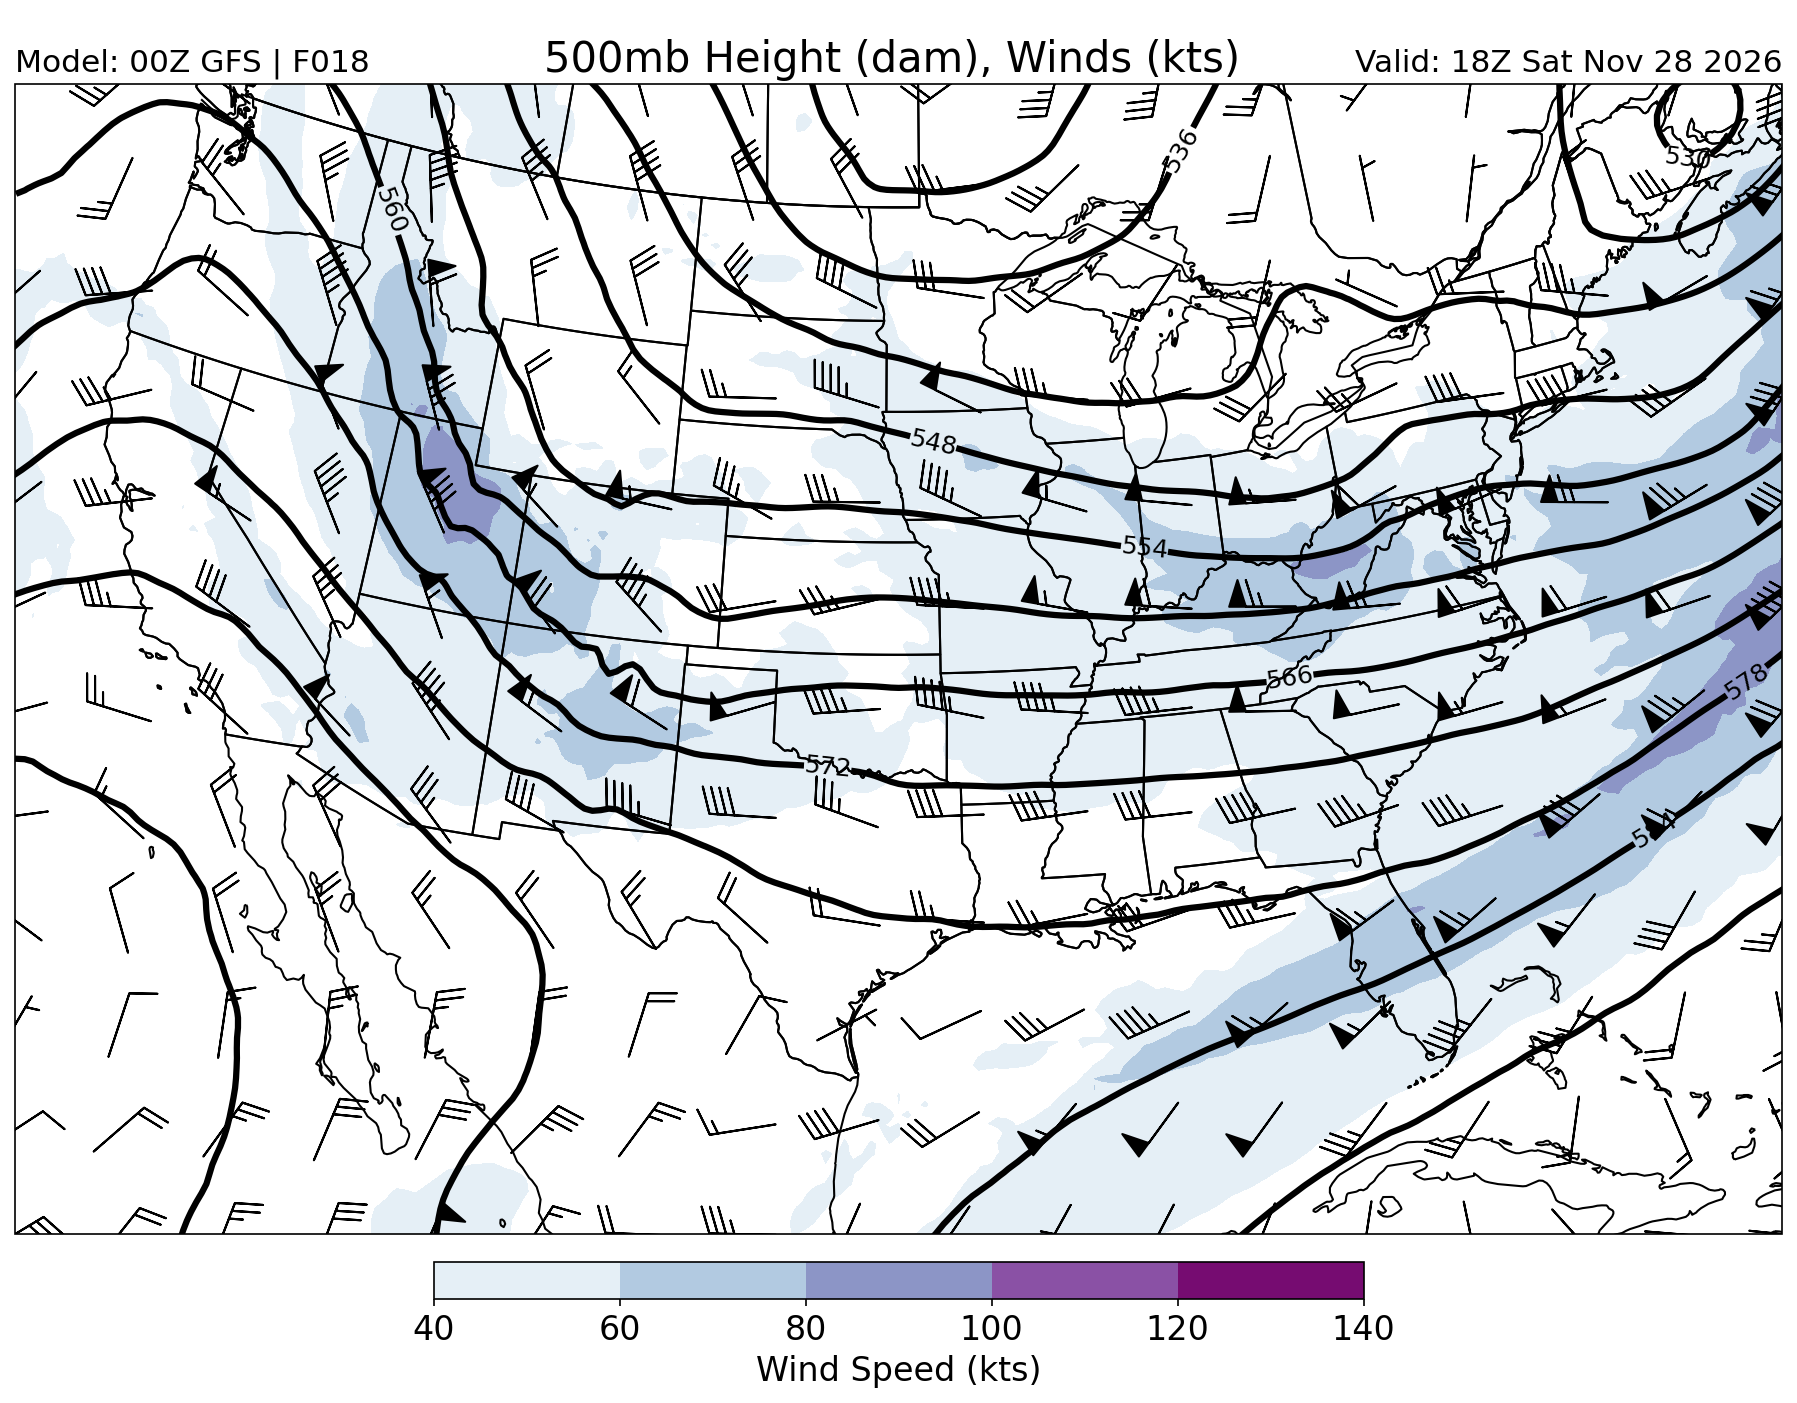 Model: 00Z GFS | F018
500mb Height (dam), Winds (kts)
Valid: 18Z Sat Nov 28 2026
536
530
560
548
554
566
578
572
584
40 60 80 100 120 140
Wind Speed (kts)